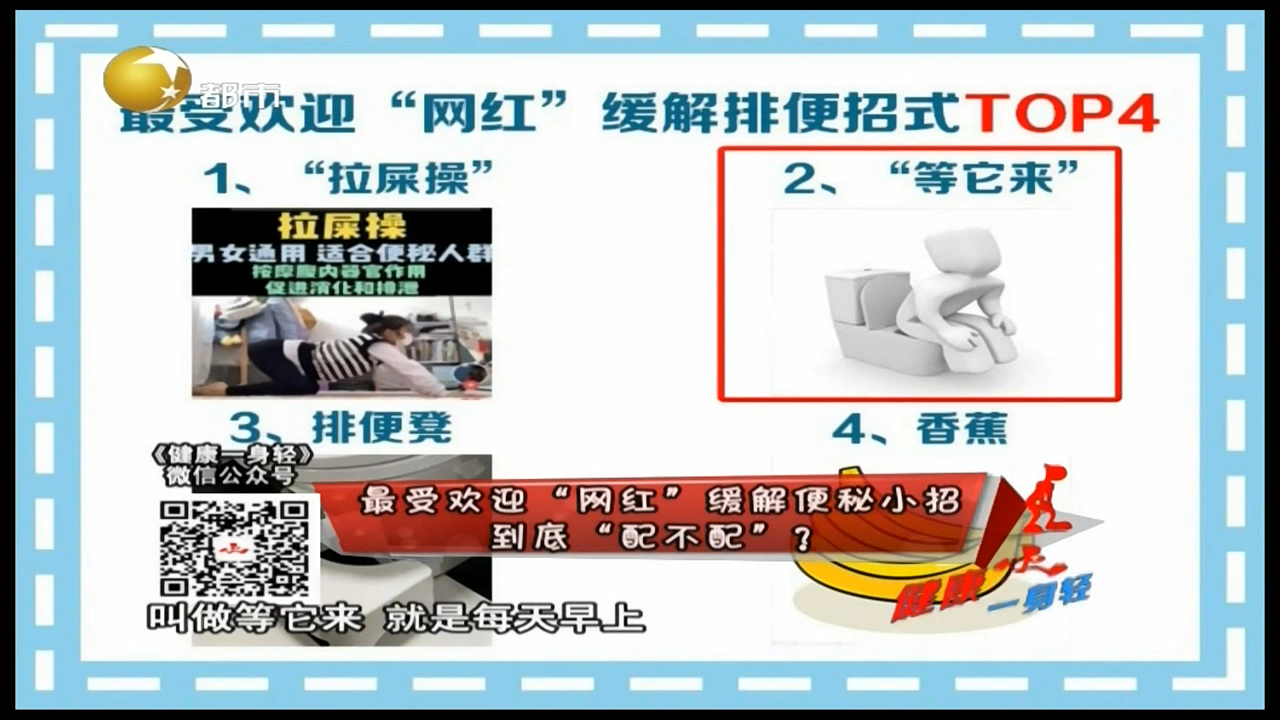 都市
最受欢迎“网红”缓解排便招式TOP4
1、“拉屎操”
2、“等它来”
拉屎操
男女通用 适合便秘人群
按摩腹内器官作用
促进消化和排泄
3、排便凳
4、香蕉
《健康一身轻》
微信公众号
最受欢迎“网红”缓解便秘小招
到底“配不配”？
健康一身轻
叫做等它来 就是每天早上